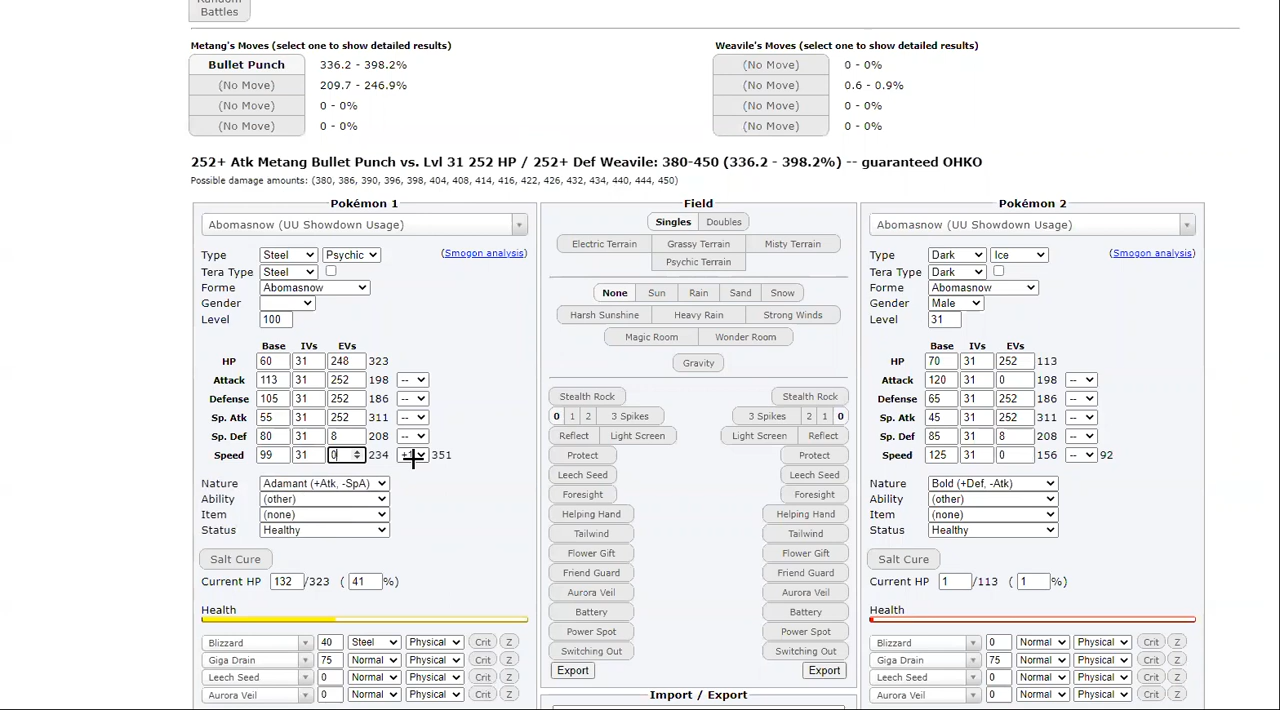 Random
Battles
Metang's Moves (select one to show detailed results)
Weavile's Moves (select one to show detailed results)
Bullet Punch 336.2 - 398.2%
(No Move) 0 - 0%
(No Move) 209.7 - 246.9%
(No Move) 0.6 - 0.9%
(No Move) 0 - 0%
(No Move) 0 - 0%
(No Move) 0 - 0%
(No Move) 0 - 0%
252+ Atk Metang Bullet Punch vs. Lvl 31 252 HP / 252+ Def Weavile: 380-450 (336.2 - 398.2%) -- guaranteed OHKO
Possible damage amounts: (380, 386, 390, 396, 398, 404, 408, 414, 416, 422, 426, 432, 434, 440, 444, 450)
Pokémon 1
Abomasnow (UU Showdown Usage)
Type Steel Psychic (Smogon analysis)
Tera Type Steel
Forme Abomasnow
Gender
Level 100
Base IVs EVs
HP 60 31 248 323
Attack 113 31 252 198 --
Defense 105 31 252 186 --
Sp. Atk 55 31 252 311 --
Sp. Def 80 31 8 208 --
Speed 99 31 0 234 351
Nature Adamant (+Atk, -SpA)
Ability (other)
Item (none)
Status Healthy
Salt Cure
Current HP 132 /323 ( 41 %)
Health
Blizzard 40 Steel Physical Crit Z
Giga Drain 75 Normal Physical Crit Z
Leech Seed 0 Normal Physical Crit Z
Aurora Veil 0 Normal Physical Crit Z
Field
Singles Doubles
Electric Terrain Grassy Terrain Misty Terrain
Psychic Terrain
None Sun Rain Sand Snow
Harsh Sunshine Heavy Rain Strong Winds
Magic Room Wonder Room
Gravity
Stealth Rock Stealth Rock
0 1 2 3 Spikes 3 Spikes 2 1 0
Reflect Light Screen Light Screen Reflect
Protect Protect
Leech Seed Leech Seed
Foresight Foresight
Helping Hand Helping Hand
Tailwind Tailwind
Flower Gift Flower Gift
Friend Guard Friend Guard
Aurora Veil Aurora Veil
Battery Battery
Power Spot Power Spot
Switching Out Switching Out
Export Export
Import / Export
Pokémon 2
Abomasnow (UU Showdown Usage)
Type Dark Ice (Smogon analysis)
Tera Type Dark
Forme Abomasnow
Gender Male
Level 31
Base IVs EVs
HP 70 31 252 113
Attack 120 31 0 198 --
Defense 65 31 252 186 --
Sp. Atk 45 31 252 311 --
Sp. Def 85 31 8 208 --
Speed 125 31 0 156 -- 92
Nature Bold (+Def, -Atk)
Ability (other)
Item (none)
Status Healthy
Salt Cure
Current HP 1 /113 ( 1 %)
Health
Blizzard 0 Normal Physical Crit Z
Giga Drain 75 Normal Physical Crit Z
Leech Seed 0 Normal Physical Crit Z
Aurora Veil 0 Normal Physical Crit Z